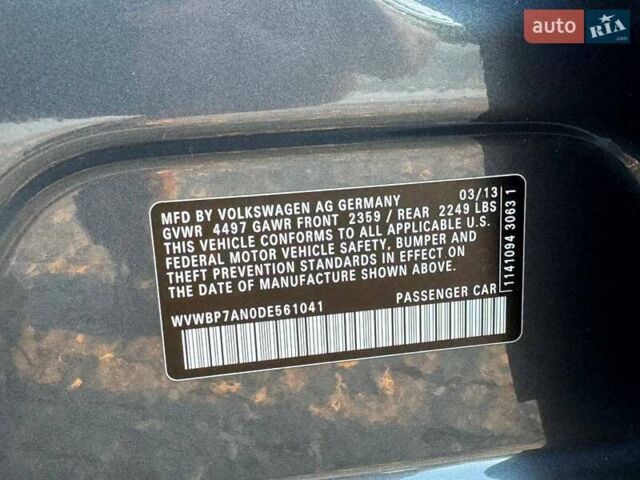 auto RIA.com
MFD BY VOLKSWAGEN AG GERMANY 03/13
GVWR 4497 GAWR FRONT 2359 / REAR 2249 LBS
THIS VEHICLE CONFORMS TO ALL APPLICABLE U.S.
FEDERAL MOTOR VEHICLE SAFETY, BUMPER AND
THEFT PREVENTION STANDARDS IN EFFECT ON
THE DATE OF MANUFACTURE SHOWN ABOVE.
WVWBP7AN0DE561041 PASSENGER CAR
1141094 3063 1